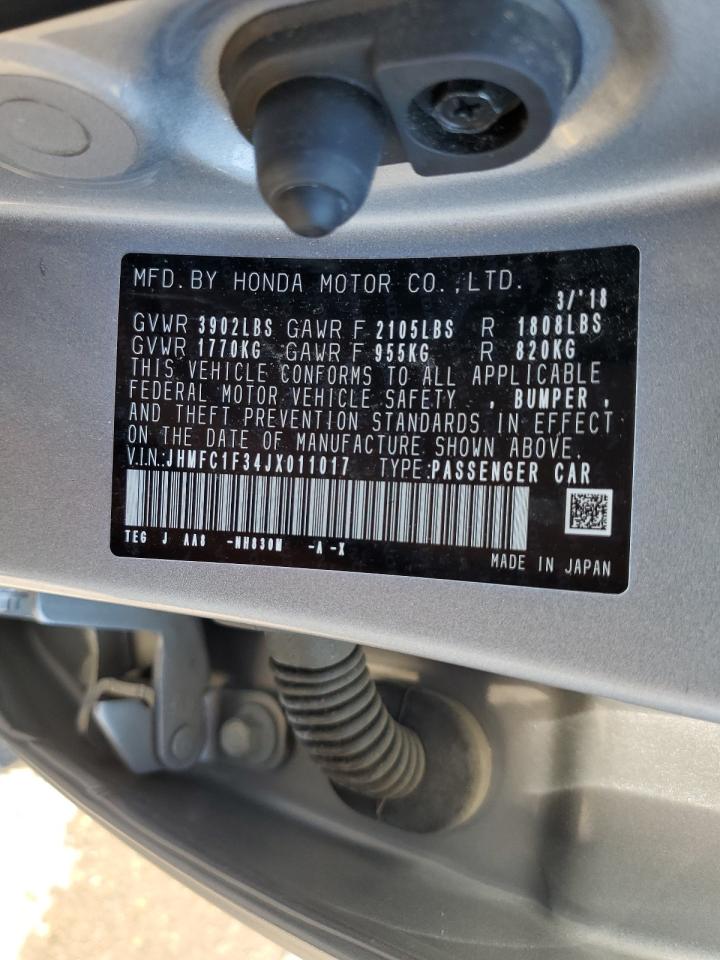 MFD. BY HONDA MOTOR CO.,LTD.
3/'18
GVWR 3902LBS GAWR F 2105LBS R 1808LBS
GVWR 1770KG GAWR F 955KG R 820KG
THIS VEHICLE CONFORMS TO ALL APPLICABLE
FEDERAL MOTOR VEHICLE SAFETY , BUMPER ,
AND THEFT PREVENTION STANDARDS IN EFFECT
ON THE DATE OF MANUFACTURE SHOWN ABOVE.
V.I.N.:JHMFC1F34JX011017 TYPE:PASSENGER CAR
TEG J AA8 -NH830M -A -X
MADE IN JAPAN